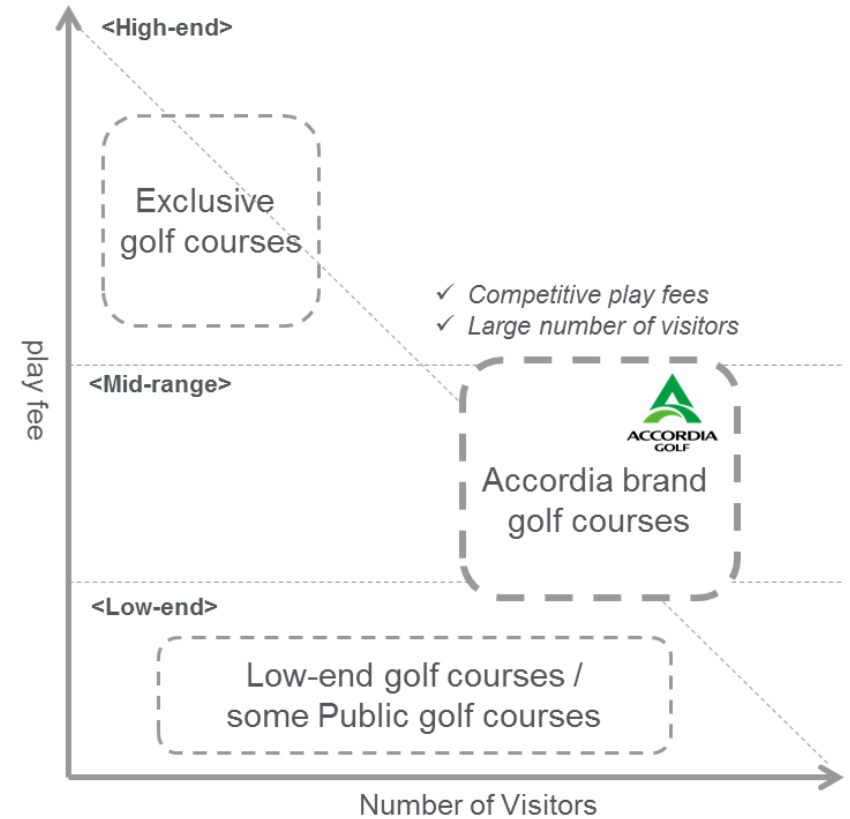 <High-end>
Exclusive
golf courses
✓ Competitive play fees
✓ Large number of visitors
play fee
<Mid-range>
ACCORDIA
GOLF
Accordia brand
golf courses
<Low-end>
Low-end golf courses /
some Public golf courses
Number of Visitors